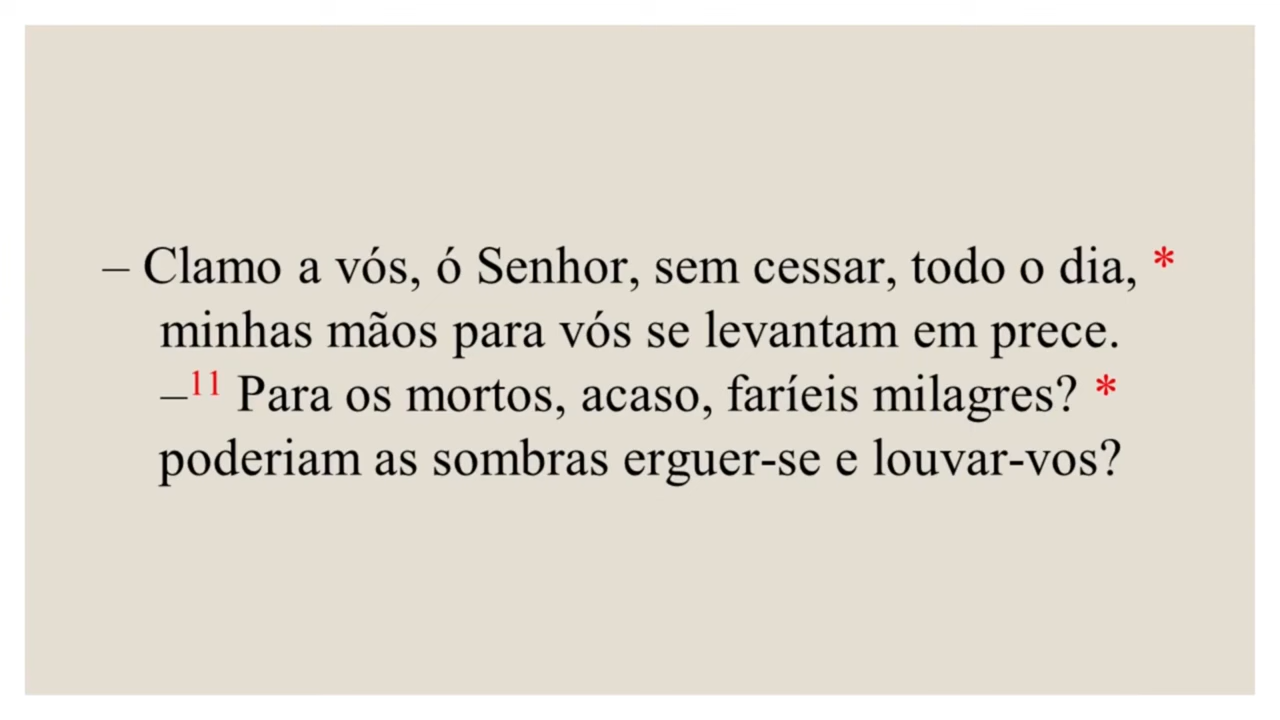 – Clamo a vós, ó Senhor, sem cessar, todo o dia, *
minhas mãos para vós se levantam em prece.
–¹¹ Para os mortos, acaso, faríeis milagres? *
poderiam as sombras erguer-se e louvar-vos?